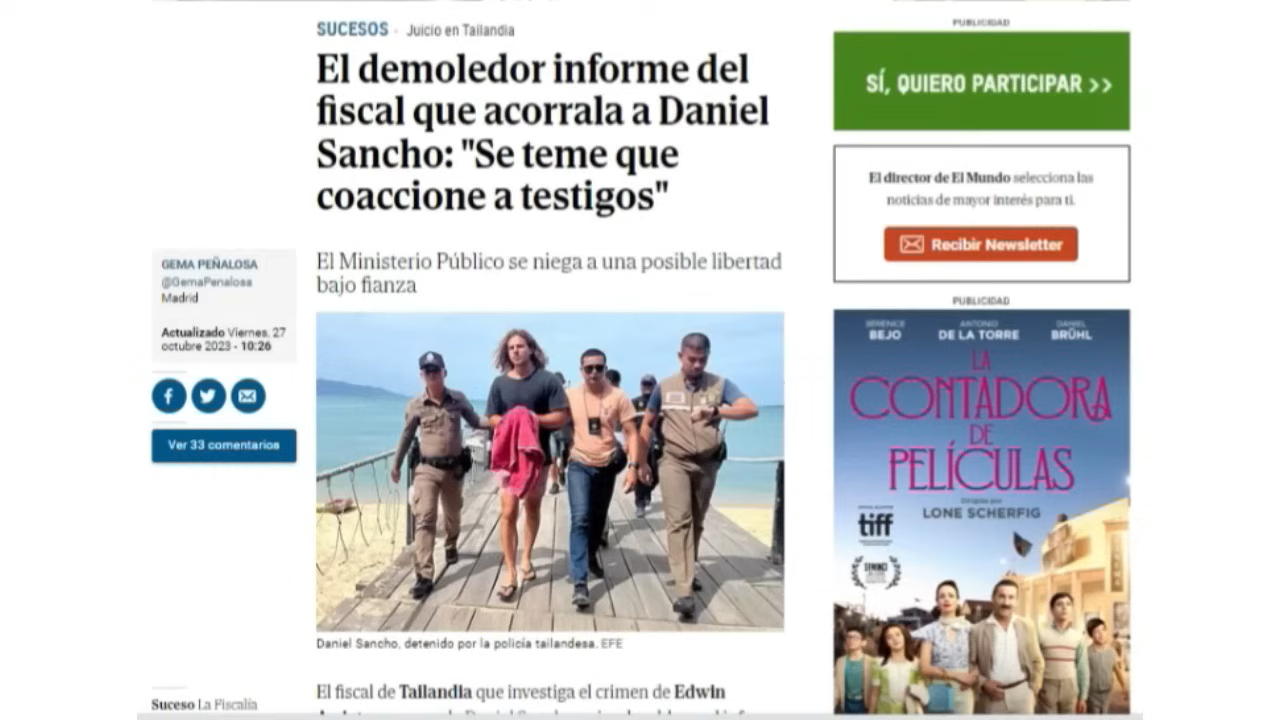 SUCESOS - Juicio en Tailandia
El demoledor informe del
fiscal que acorrala a Daniel
Sancho: "Se teme que
coaccione a testigos"
GEMA PEÑALOSA
@GemaPenalosa
Madrid
Actualizado Viernes, 27
octubre 2023 - 10:26
Ver 33 comentarios
El Ministerio Público se niega a una posible libertad
bajo fianza
Daniel Sancho, detenido por la policía tailandesa. EFE
El fiscal de Tailandia que investiga el crimen de Edwin
Suceso La Fiscalía
PUBLICIDAD
SÍ, QUIERO PARTICIPAR >>
El director de El Mundo selecciona las
noticias de mayor interés para ti.
Recibir Newsletter
PUBLICIDAD
BÉRÉNICE BEJO
ANTONIO DE LA TORRE
DANIEL BRÜHL
LA
CONTADORA
DE
PELÍCULAS
Dirigida por
LONE SCHERFIG
tiff
SEMINCI